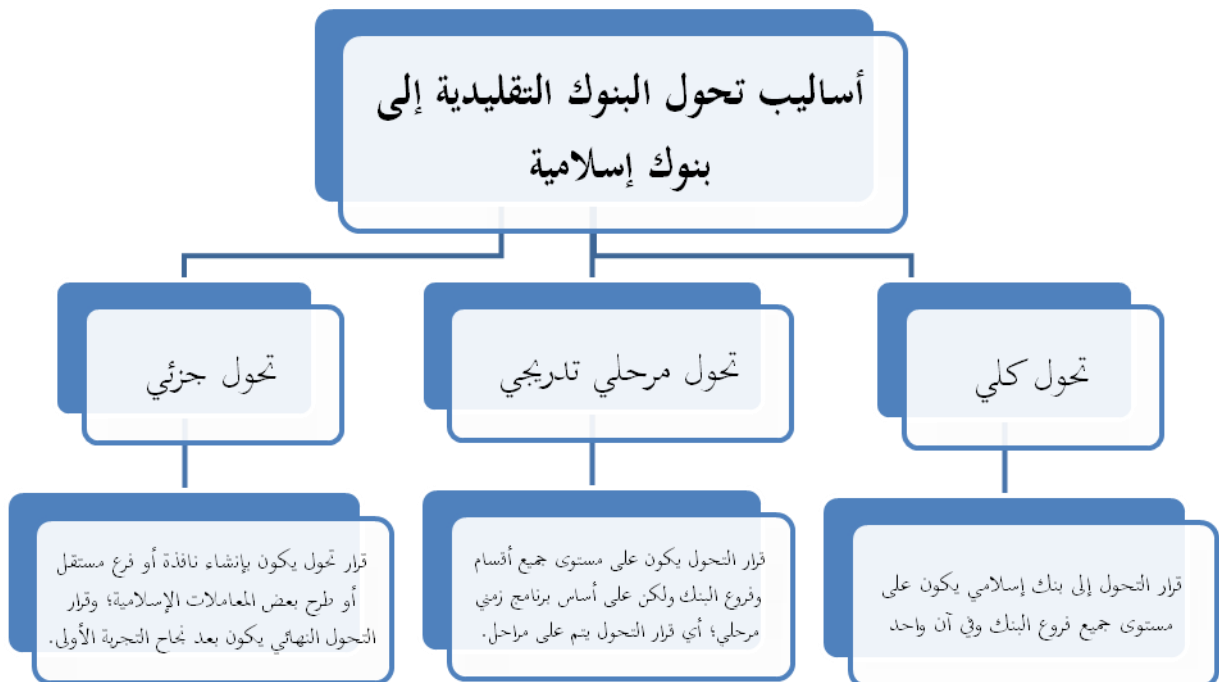 أساليب تحول البنوك التقليدية إلى
بنوك إسلامية
تحول كلي
تحول مرحلي تدريجي
تحول جزئي
قرار التحول إلى بنك إسلامي يكون على
مستوى جميع فروع البنك وفي آن واحد
قرار التحول يكون على مستوى جميع أقسام
وفروع البنك ولكن على أساس برنامج زمني
مرحلي؛ أي قرار التحول يتم على مراحل.
قرار تحول يكون بإنشاء نافذة أو فرع مستقل
أو طرح بعض المعاملات الإسلامية؛ وقرار
التحول النهائي يكون بعد نجاح التجربة الأولى.